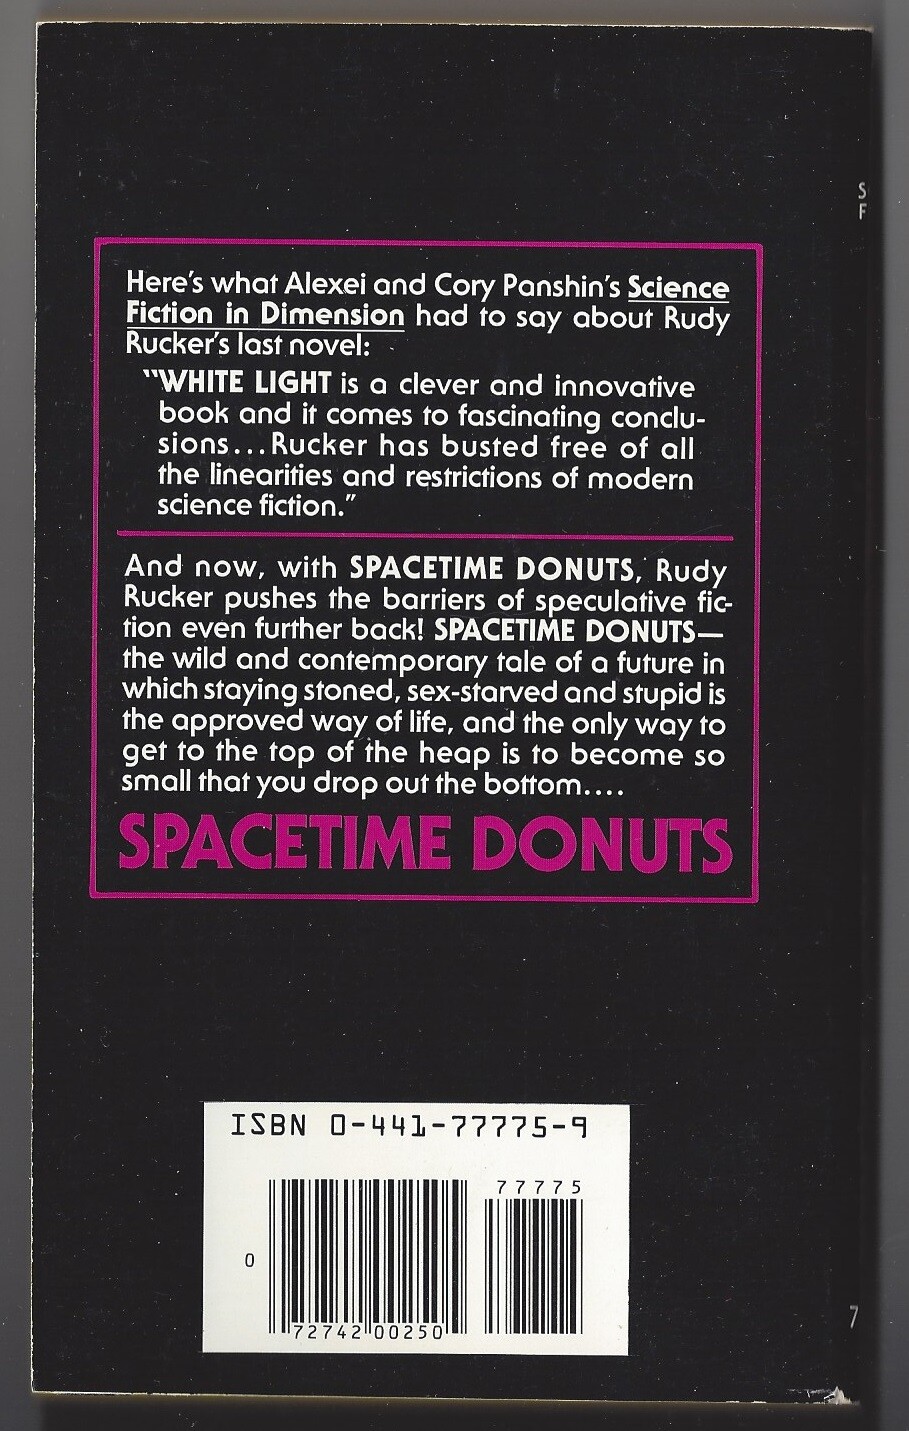 S
F
Here's what Alexei and Cory Panshin's Science
Fiction in Dimension had to say about Rudy
Rucker's last novel:
"WHITE LIGHT is a clever and innovative
book and it comes to fascinating conclu-
sions...Rucker has busted free of all
the linearities and restrictions of modern
science fiction."
And now, with SPACETIME DONUTS, Rudy
Rucker pushes the barriers of speculative fic-
tion even further back! SPACETIME DONUTS—
the wild and contemporary tale of a future in
which staying stoned, sex-starved and stupid is
the approved way of life, and the only way to
get to the top of the heap is to become so
small that you drop out the bottom....
SPACETIME DONUTS
ISBN 0-441-77775-9
77775
0
72742 00250
7